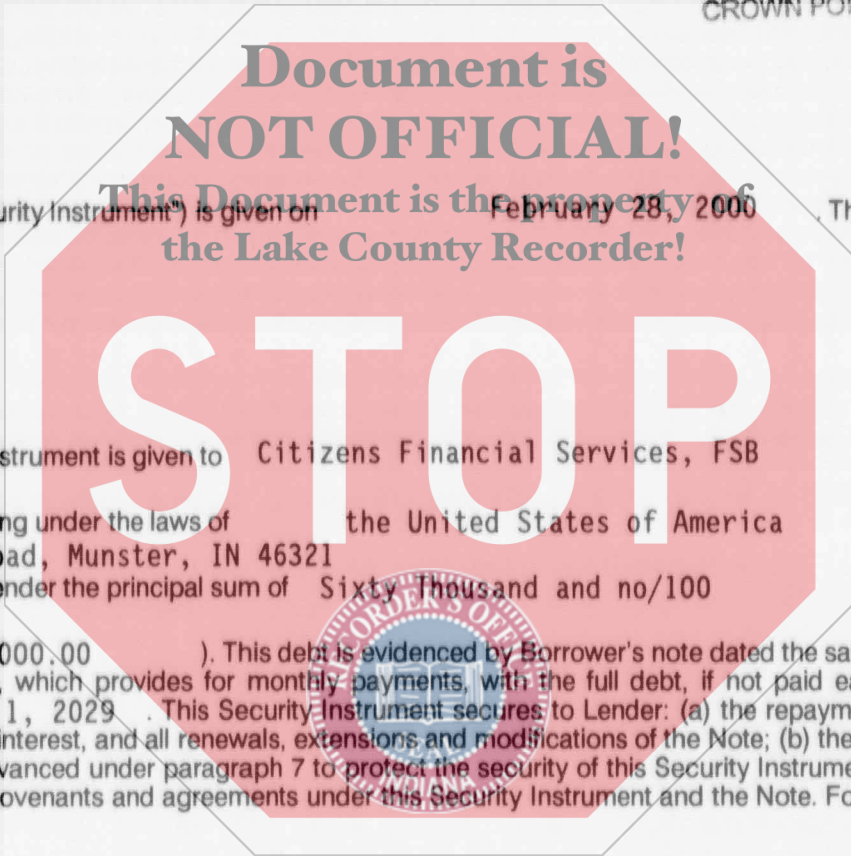 CROWN PO
Document is
NOT OFFICIAL!
This Document is the property of
the Lake County Recorder!
urity Instrument") is given on February 28, 2000 . Th
STOP
strument is given to Citizens Financial Services, FSB
ng under the laws of the United States of America
ad, Munster, IN 46321
ender the principal sum of Sixty Thousand and no/100
000.00 ). This debt is evidenced by Borrower's note dated the sa
, which provides for monthly payments, with the full debt, if not paid ea
1, 2029 . This Security Instrument secures to Lender: (a) the repaym
interest, and all renewals, extensions and modifications of the Note; (b) the
vanced under paragraph 7 to protect the security of this Security Instrume
ovenants and agreements under this Security Instrument and the Note. Fo
RECORDER'S OFFICE
INDIANA